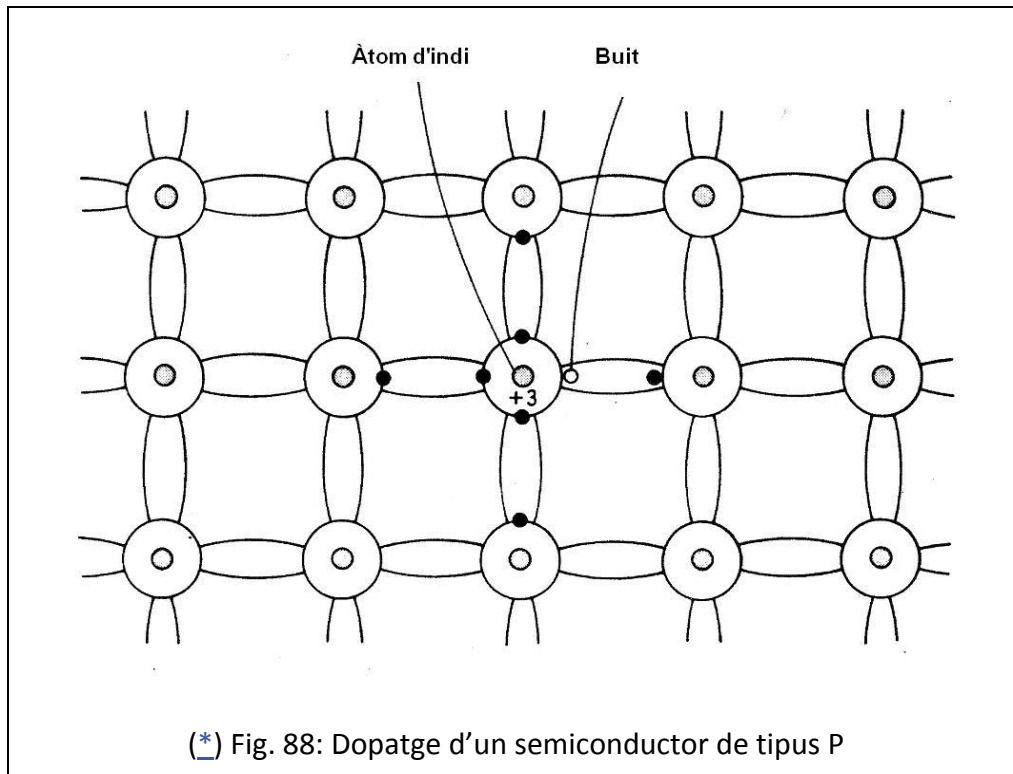 Àtom d'indi Buit
+3
(*) Fig. 88: Dopatge d’un semiconductor de tipus P